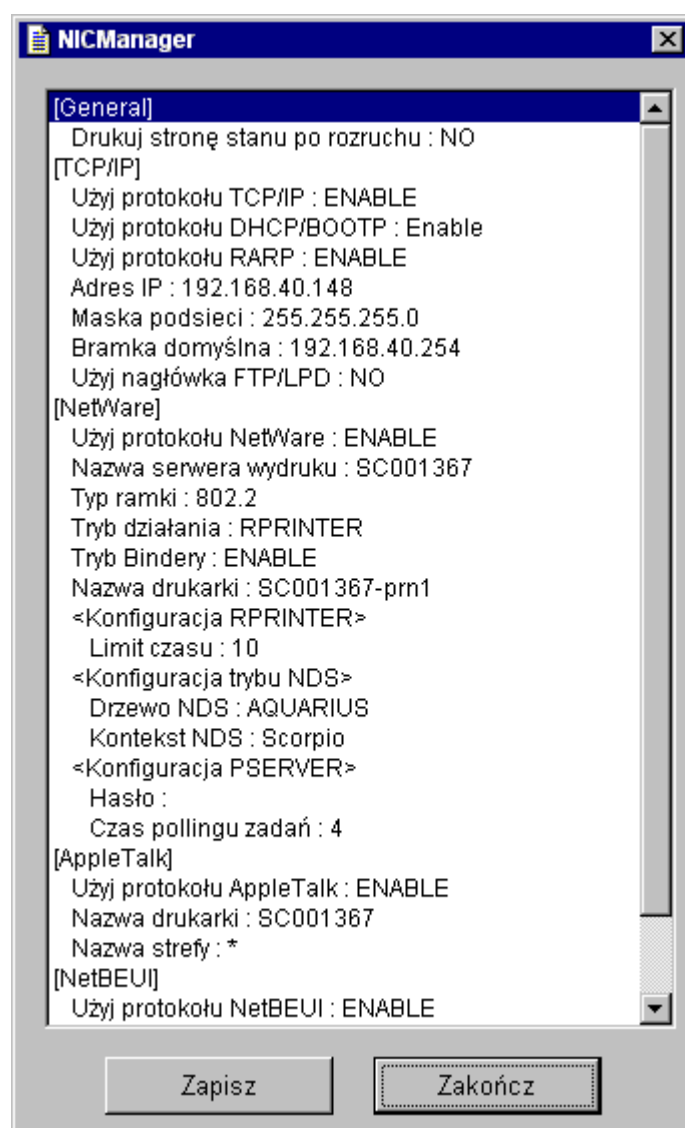 NICManager
[General]
Drukuj stronę stanu po rozruchu : NO
[TCP/IP]
Użyj protokołu TCP/IP : ENABLE
Użyj protokołu DHCP/BOOTP : Enable
Użyj protokołu RARP : ENABLE
Adres IP : 192.168.40.148
Maska podsieci : 255.255.255.0
Bramka domyślna : 192.168.40.254
Użyj nagłówka FTP/LPD : NO
[NetWare]
Użyj protokołu NetWare : ENABLE
Nazwa serwera wydruku : SC001367
Typ ramki : 802.2
Tryb działania : RPRINTER
Tryb Bindery : ENABLE
Nazwa drukarki : SC001367-prn1
<Konfiguracja RPRINTER>
Limit czasu : 10
<Konfiguracja trybu NDS>
Drzewo NDS : AQUARIUS
Kontekst NDS : Scorpio
<Konfiguracja PSERVER>
Hasło :
Czas pollingu zadań : 4
[AppleTalk]
Użyj protokołu AppleTalk : ENABLE
Nazwa drukarki : SC001367
Nazwa strefy : *
[NetBEUI]
Użyj protokołu NetBEUI : ENABLE
Zapisz Zakończ